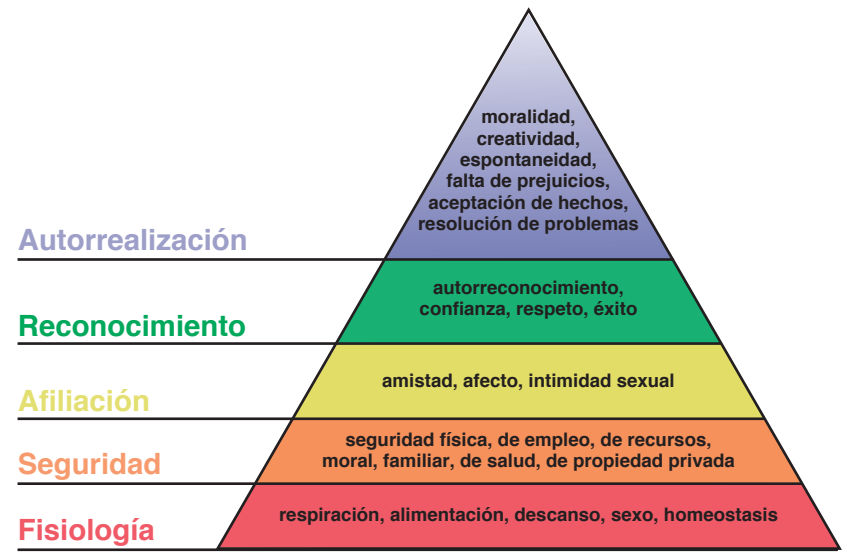 moralidad,
creatividad,
espontaneidad,
falta de prejuicios,
aceptación de hechos,
resolución de problemas
Autorrealización
autorreconocimiento,
confianza, respeto, éxito
Reconocimiento
amistad, afecto, intimidad sexual
Afiliación
seguridad física, de empleo, de recursos,
moral, familiar, de salud, de propiedad privada
Seguridad
respiración, alimentación, descanso, sexo, homeostasis
Fisiología